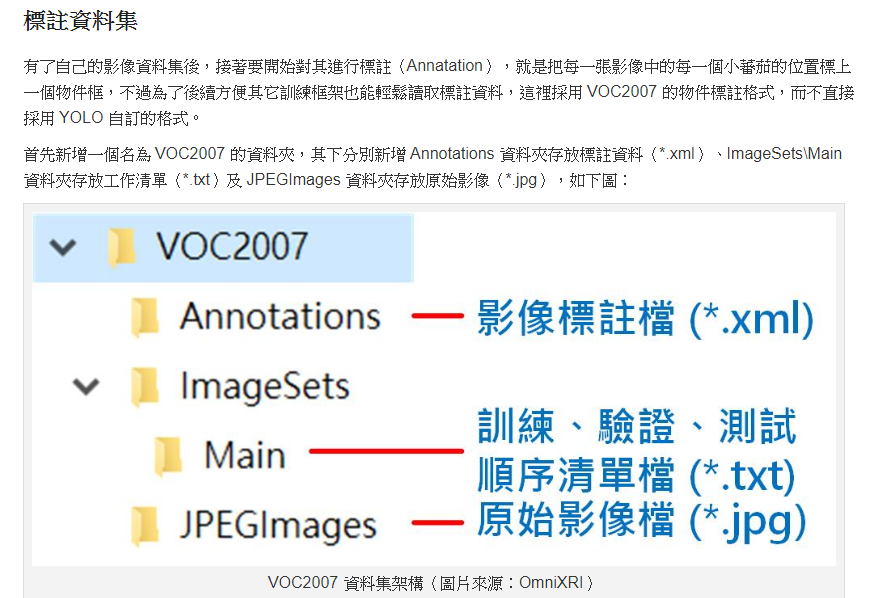 標註資料集
有了自己的影像資料集後，接著要開始對其進行標註（Annatation），就是把每一張影像中的每一個小蕃茄的位置標上
一個物件框，不過為了後續方便其它訓練框架也能輕鬆讀取標註資料，這裡採用 VOC2007 的物件標註格式，而不直接
採用 YOLO 自訂的格式。
首先新增一個名為 VOC2007 的資料夾，其下分別新增 Annotations 資料夾存放標註資料（*.xml）、ImageSets\Main
資料夾存放工作清單（*.txt）及 JPEGImages 資料夾存放原始影像（*.jpg），如下圖：
VOC2007
Annotations 影像標註檔 (*.xml)
ImageSets
訓練、驗證、測試
Main
順序清單檔 (*.txt)
JPEGImages 原始影像檔 (*.jpg)
VOC2007 資料集架構（圖片來源：OmniXRI）